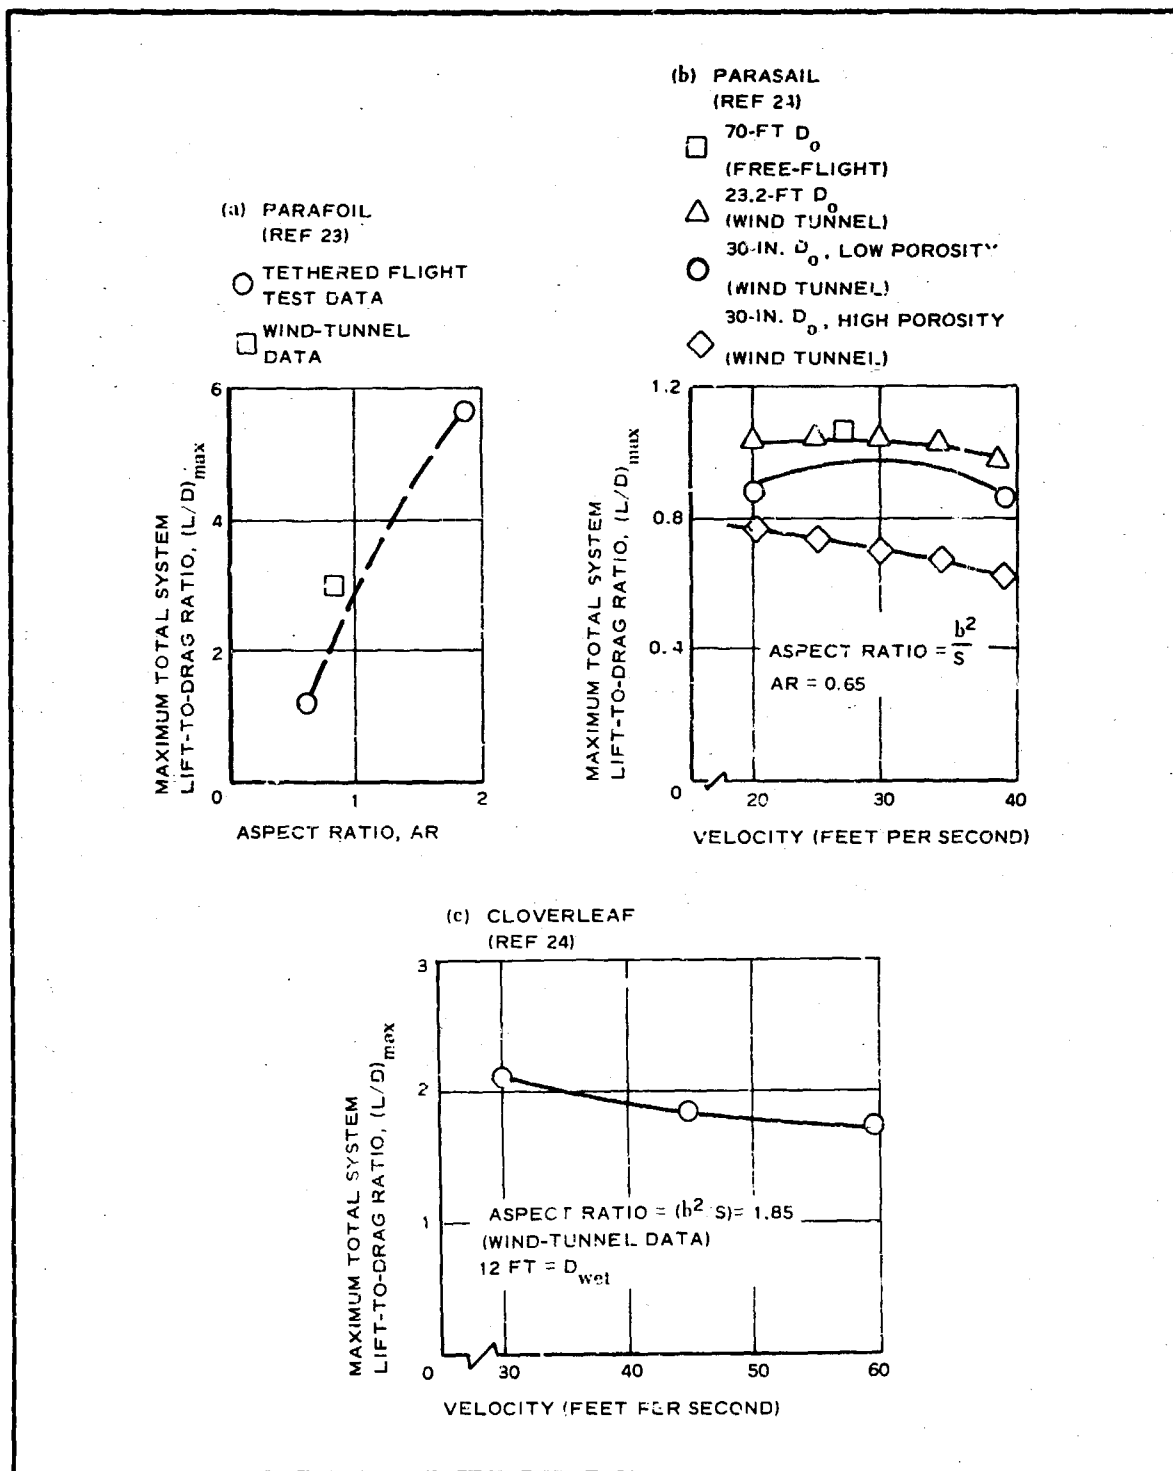 (a) PARAFOIL
(REF 23)
TETHERED FLIGHT
TEST DATA
WIND-TUNNEL
DATA
MAXIMUM TOTAL SYSTEM
LIFT-TO-DRAG RATIO, (L/D)max
6
4
2
0
1
2
ASPECT RATIO, AR
(b) PARASAIL
(REF 24)
70-FT Do
(FREE-FLIGHT)
23.2-FT Do
(WIND TUNNEL)
30-IN. Do, LOW POROSITY
(WIND TUNNEL)
30-IN. Do, HIGH POROSITY
(WIND TUNNEL)
MAXIMUM TOTAL SYSTEM
LIFT-TO-DRAG RATIO, (L/D)max
1.2
0.8
0.4
0
ASPECT RATIO = b²/S
AR = 0.65
20
30
40
VELOCITY (FEET PER SECOND)
(c) CLOVERLEAF
(REF 24)
MAXIMUM TOTAL SYSTEM
LIFT-TO-DRAG RATIO, (L/D)max
3
2
1
ASPECT RATIO = (b² S) = 1.85
(WIND-TUNNEL DATA)
12 FT = Dwet
0
30
40
50
60
VELOCITY (FEET PER SECOND)